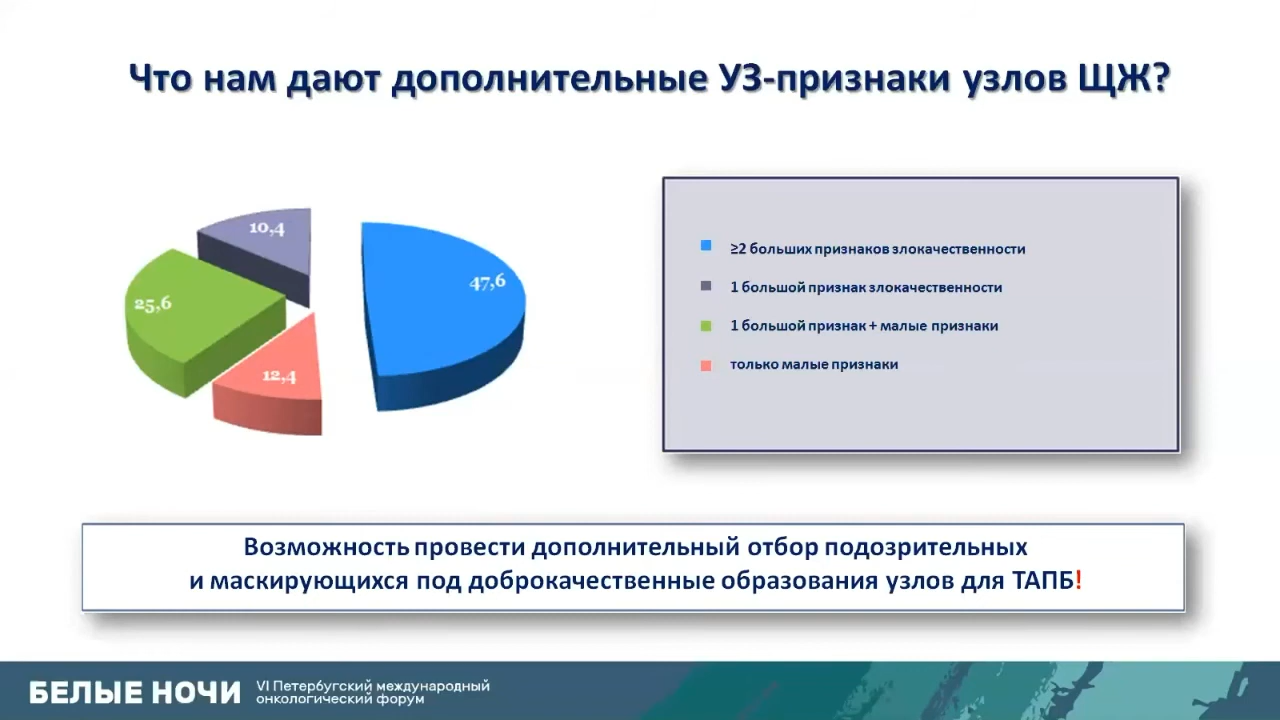 Что нам дают дополнительные УЗ-признаки узлов ЩЖ?
10,4
47,6
25,6
12,4
≥2 больших признаков злокачественности
1 большой признак злокачественности
1 большой признак + малые признаки
только малые признаки
Возможность провести дополнительный отбор подозрительных
и маскирующихся под доброкачественные образования узлов для ТАПБ!
БЕЛЫЕ НОЧИ
VI Петербургский международный
онкологический форум